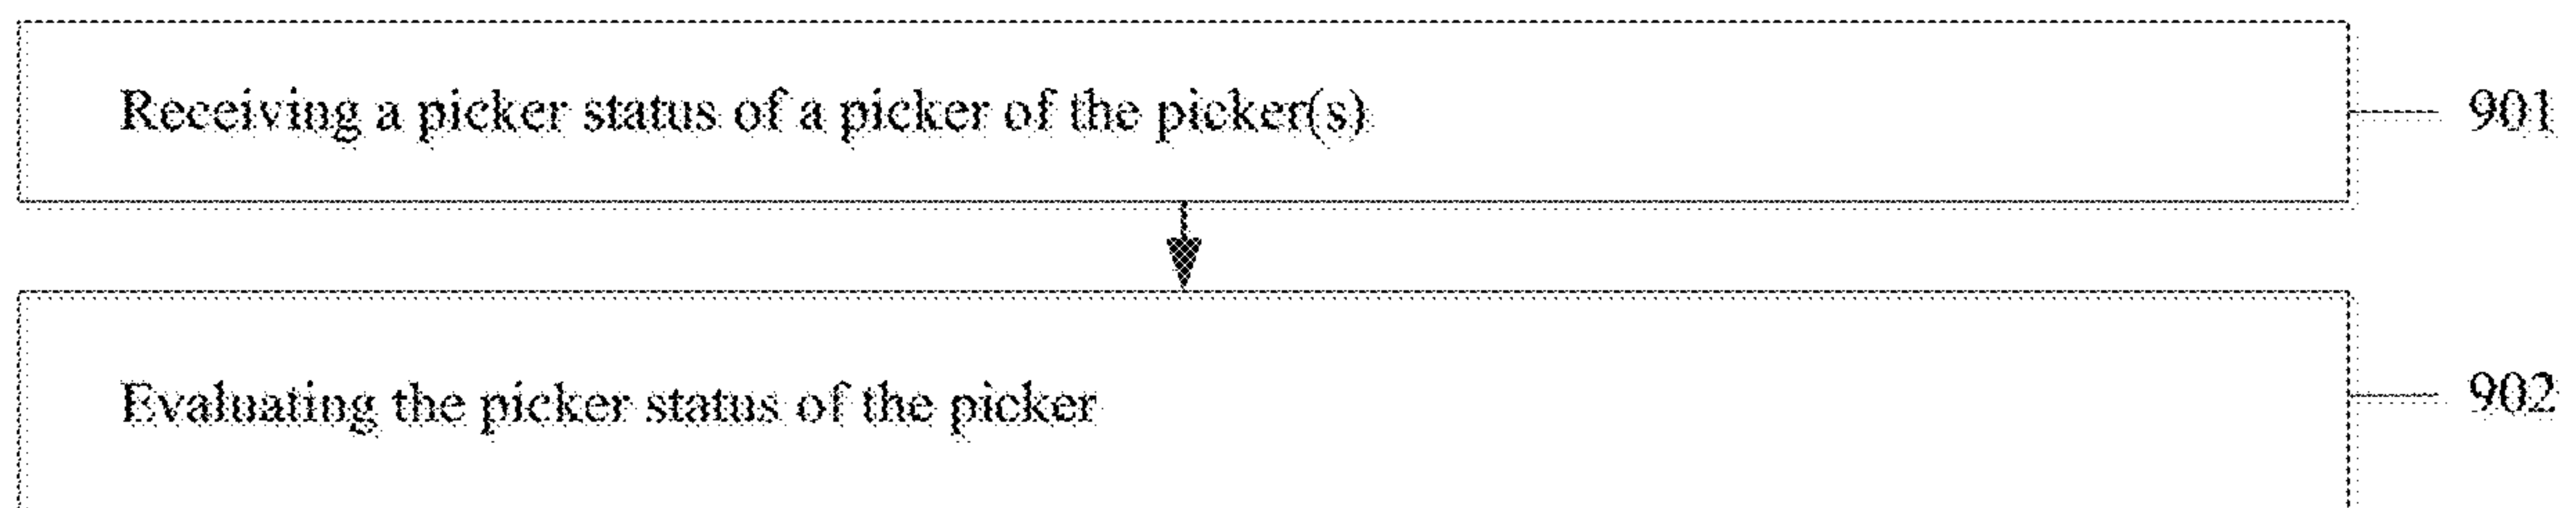 Receiving a picker status of a picker of the picker(s)
901
Evaluating the picker status of the picker
902